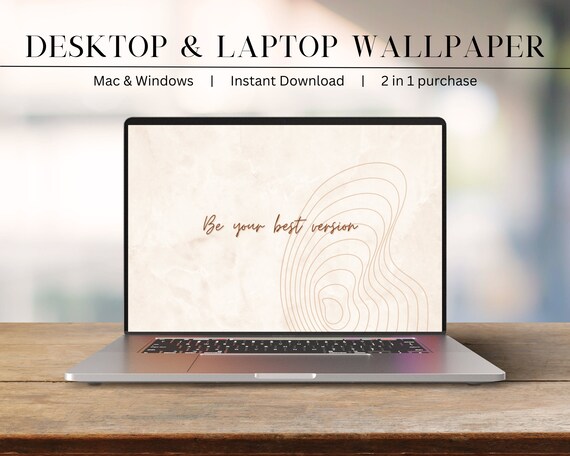 DESKTOP & LAPTOP WALLPAPER
Mac & Windows | Instant Download | 2 in 1 purchase
Be your best version